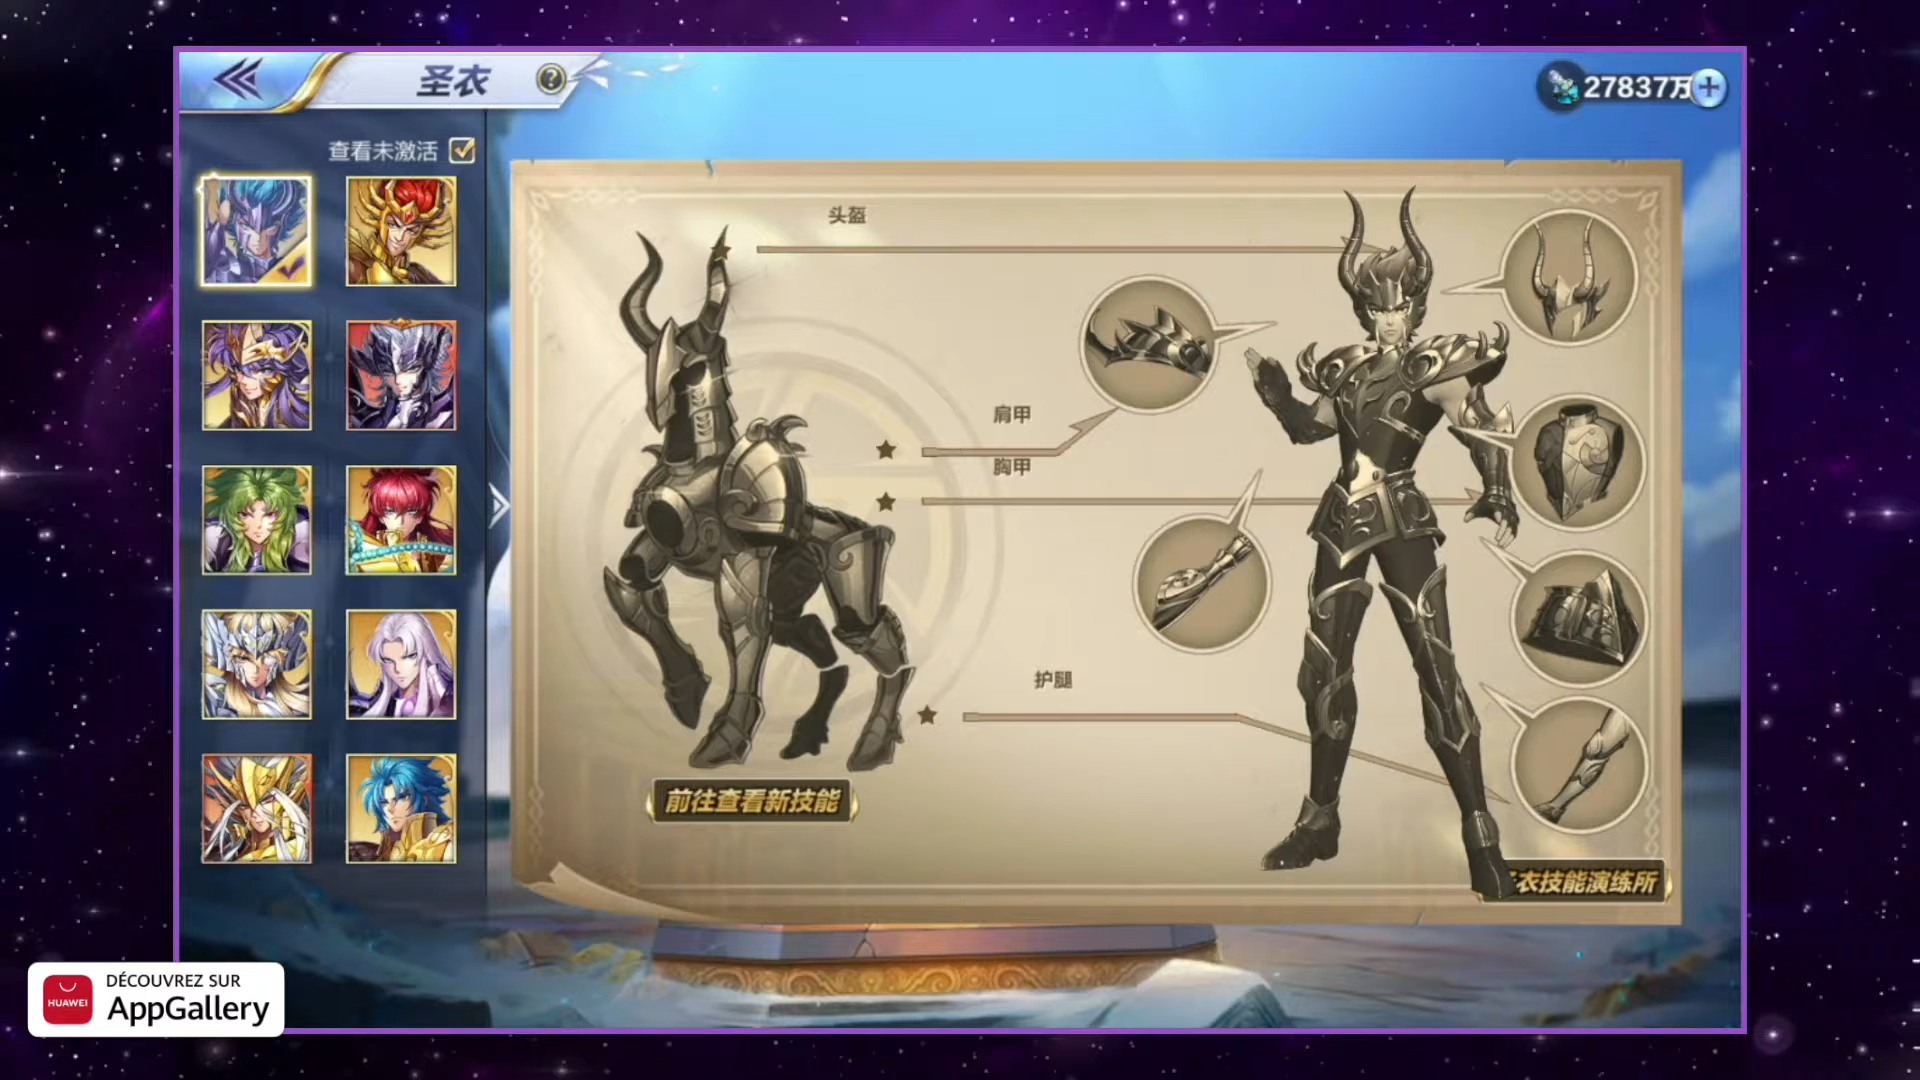 圣衣
?
27837万
查看未激活
头盔
肩甲
胸甲
护腿
前往查看新技能
衣技能演练所
HUAWEI
DÉCOUVREZ SUR
AppGallery